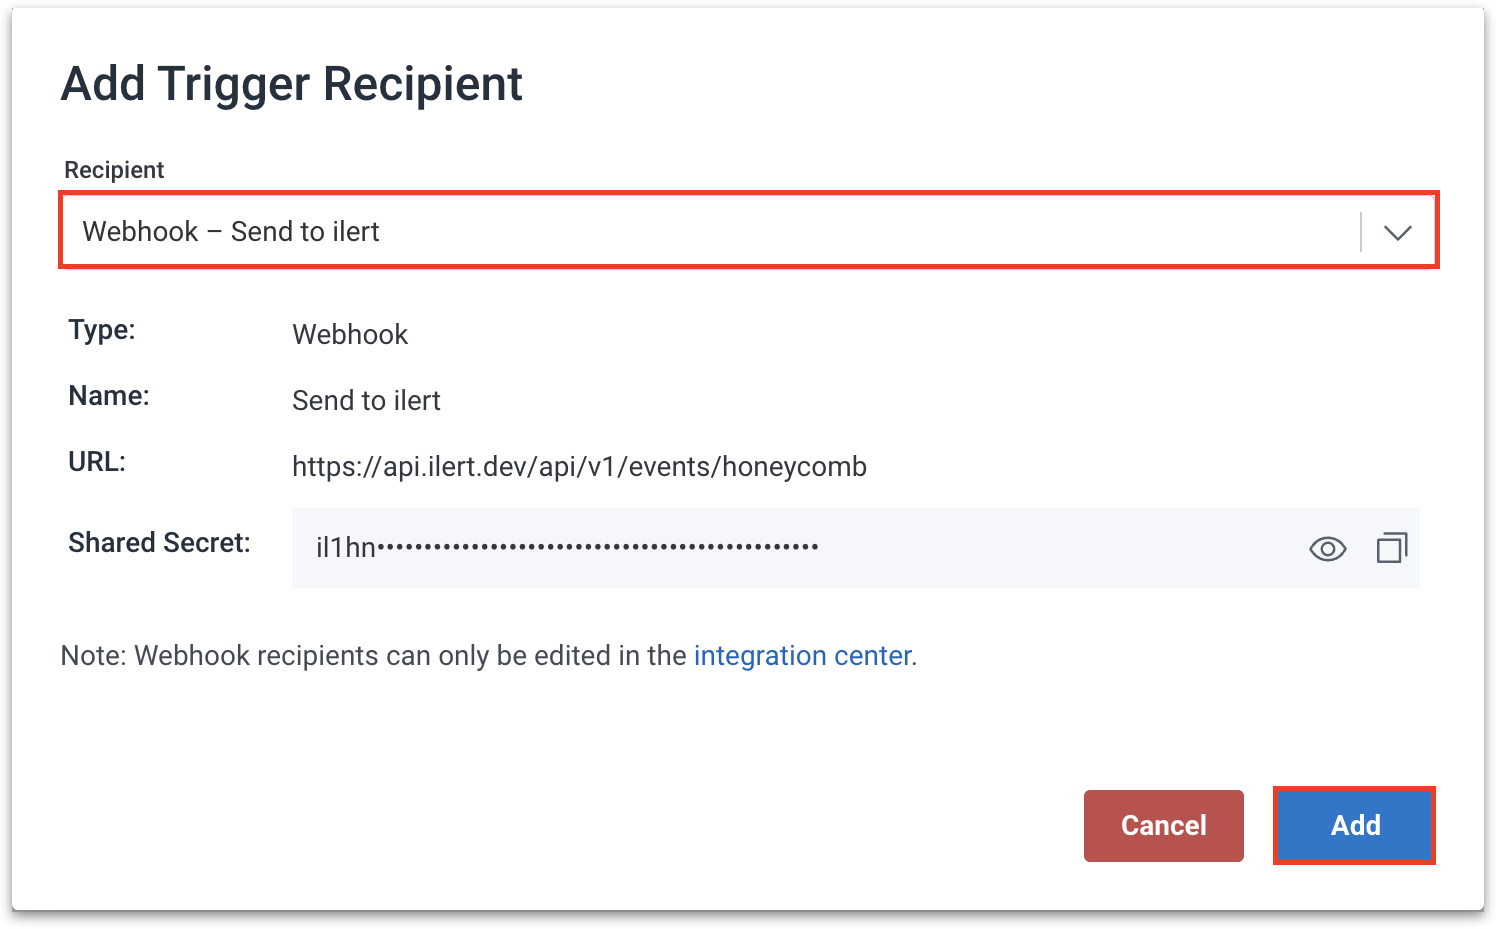 Add Trigger Recipient
Recipient
Webhook – Send to ilert
Type: Webhook
Name: Send to ilert
URL: https://api.ilert.dev/api/v1/events/honeycomb
Shared Secret: il1hn•••••••••••••••••••••••••••••••••••••••••••••••
Note: Webhook recipients can only be edited in the integration center.
Cancel Add